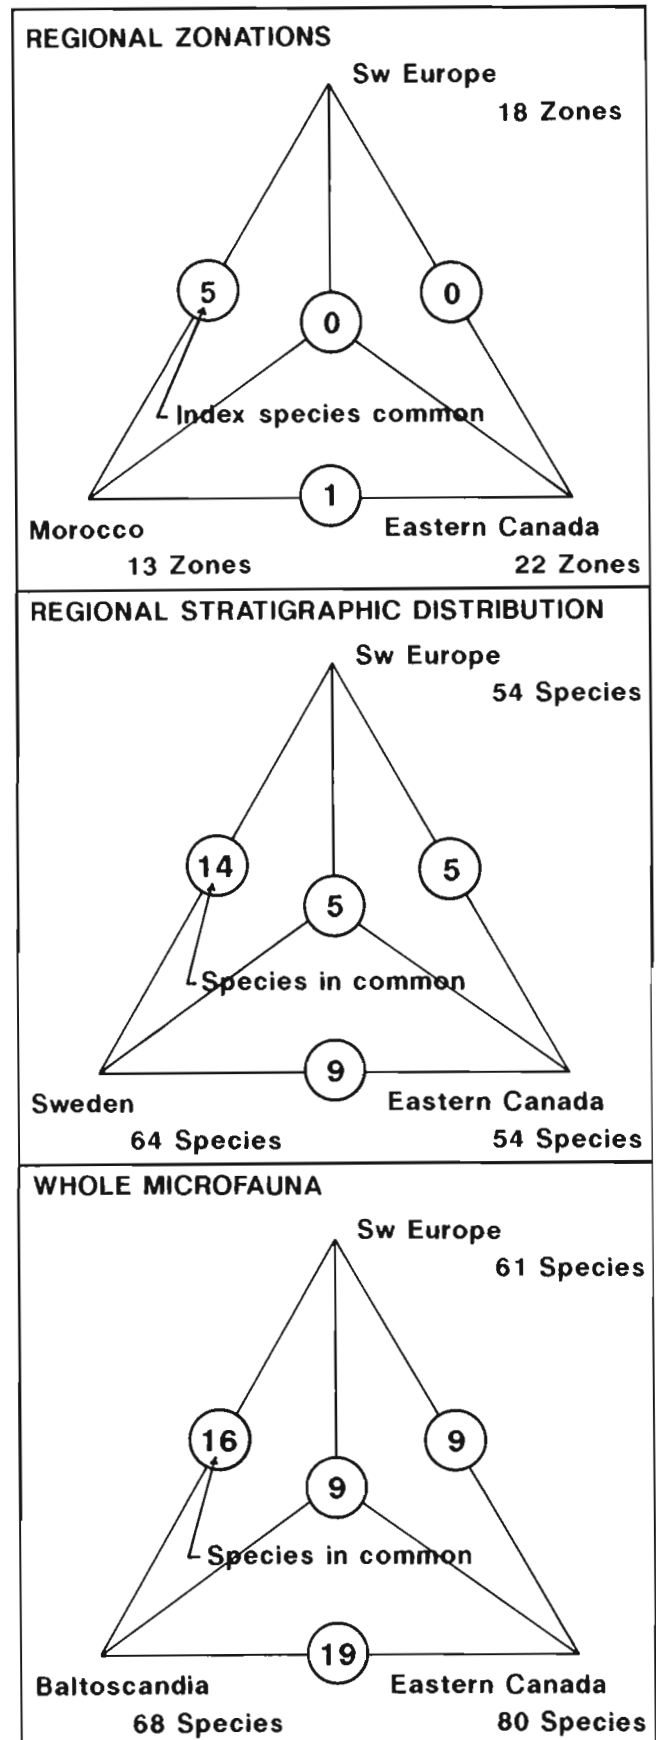 REGIONAL ZONATIONS
Sw Europe
18 Zones
5
0
0
Index species common
1
Morocco
Eastern Canada
13 Zones
22 Zones
REGIONAL STRATIGRAPHIC DISTRIBUTION
Sw Europe
54 Species
14
5
5
Species in common
9
Sweden
Eastern Canada
64 Species
54 Species
WHOLE MICROFAUNA
Sw Europe
61 Species
16
9
9
Species in common
19
Baltoscandia
Eastern Canada
68 Species
80 Species